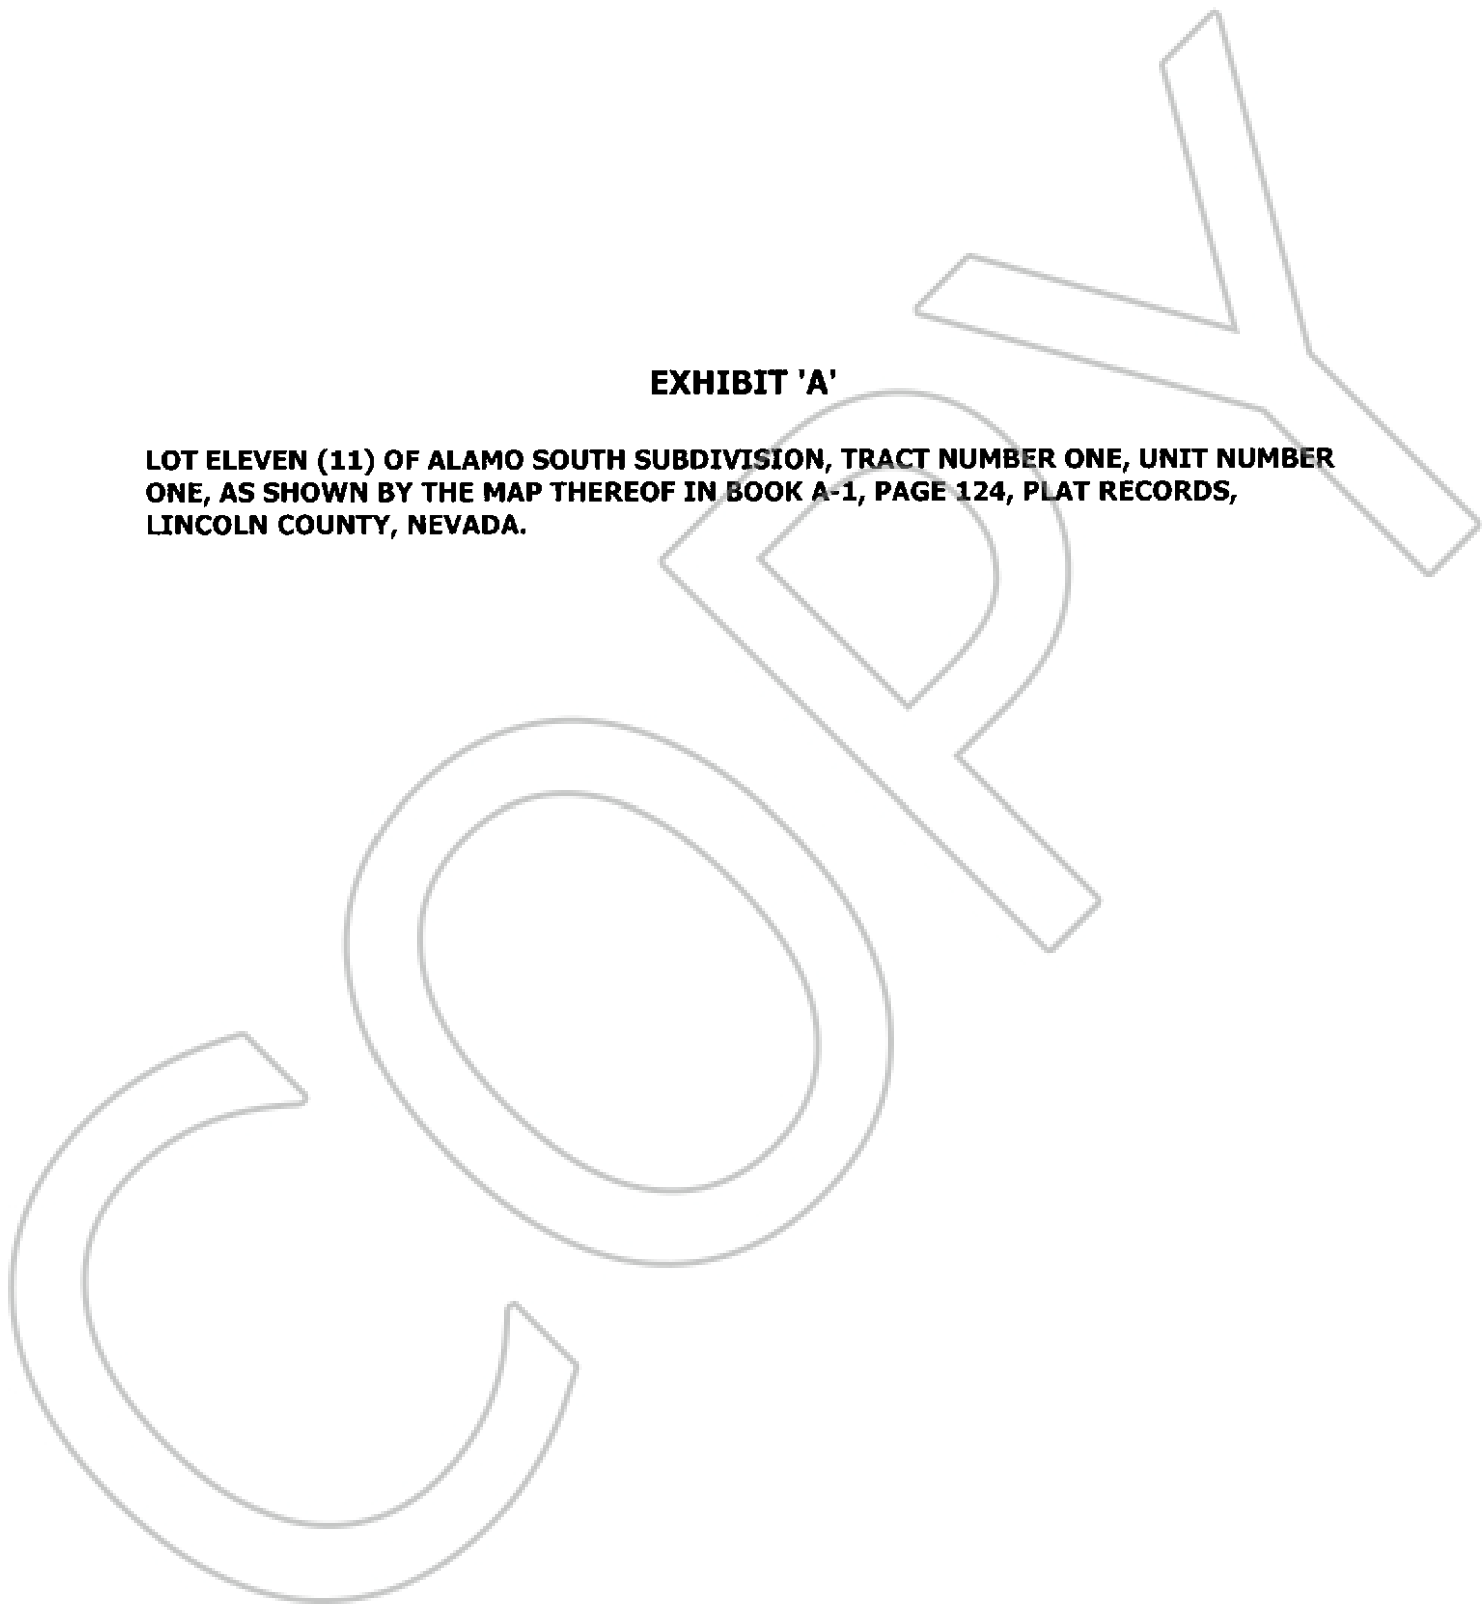 EXHIBIT 'A'
LOT ELEVEN (11) OF ALAMO SOUTH SUBDIVISION, TRACT NUMBER ONE, UNIT NUMBER
ONE, AS SHOWN BY THE MAP THEREOF IN BOOK A-1, PAGE 124, PLAT RECORDS,
LINCOLN COUNTY, NEVADA.
COPY